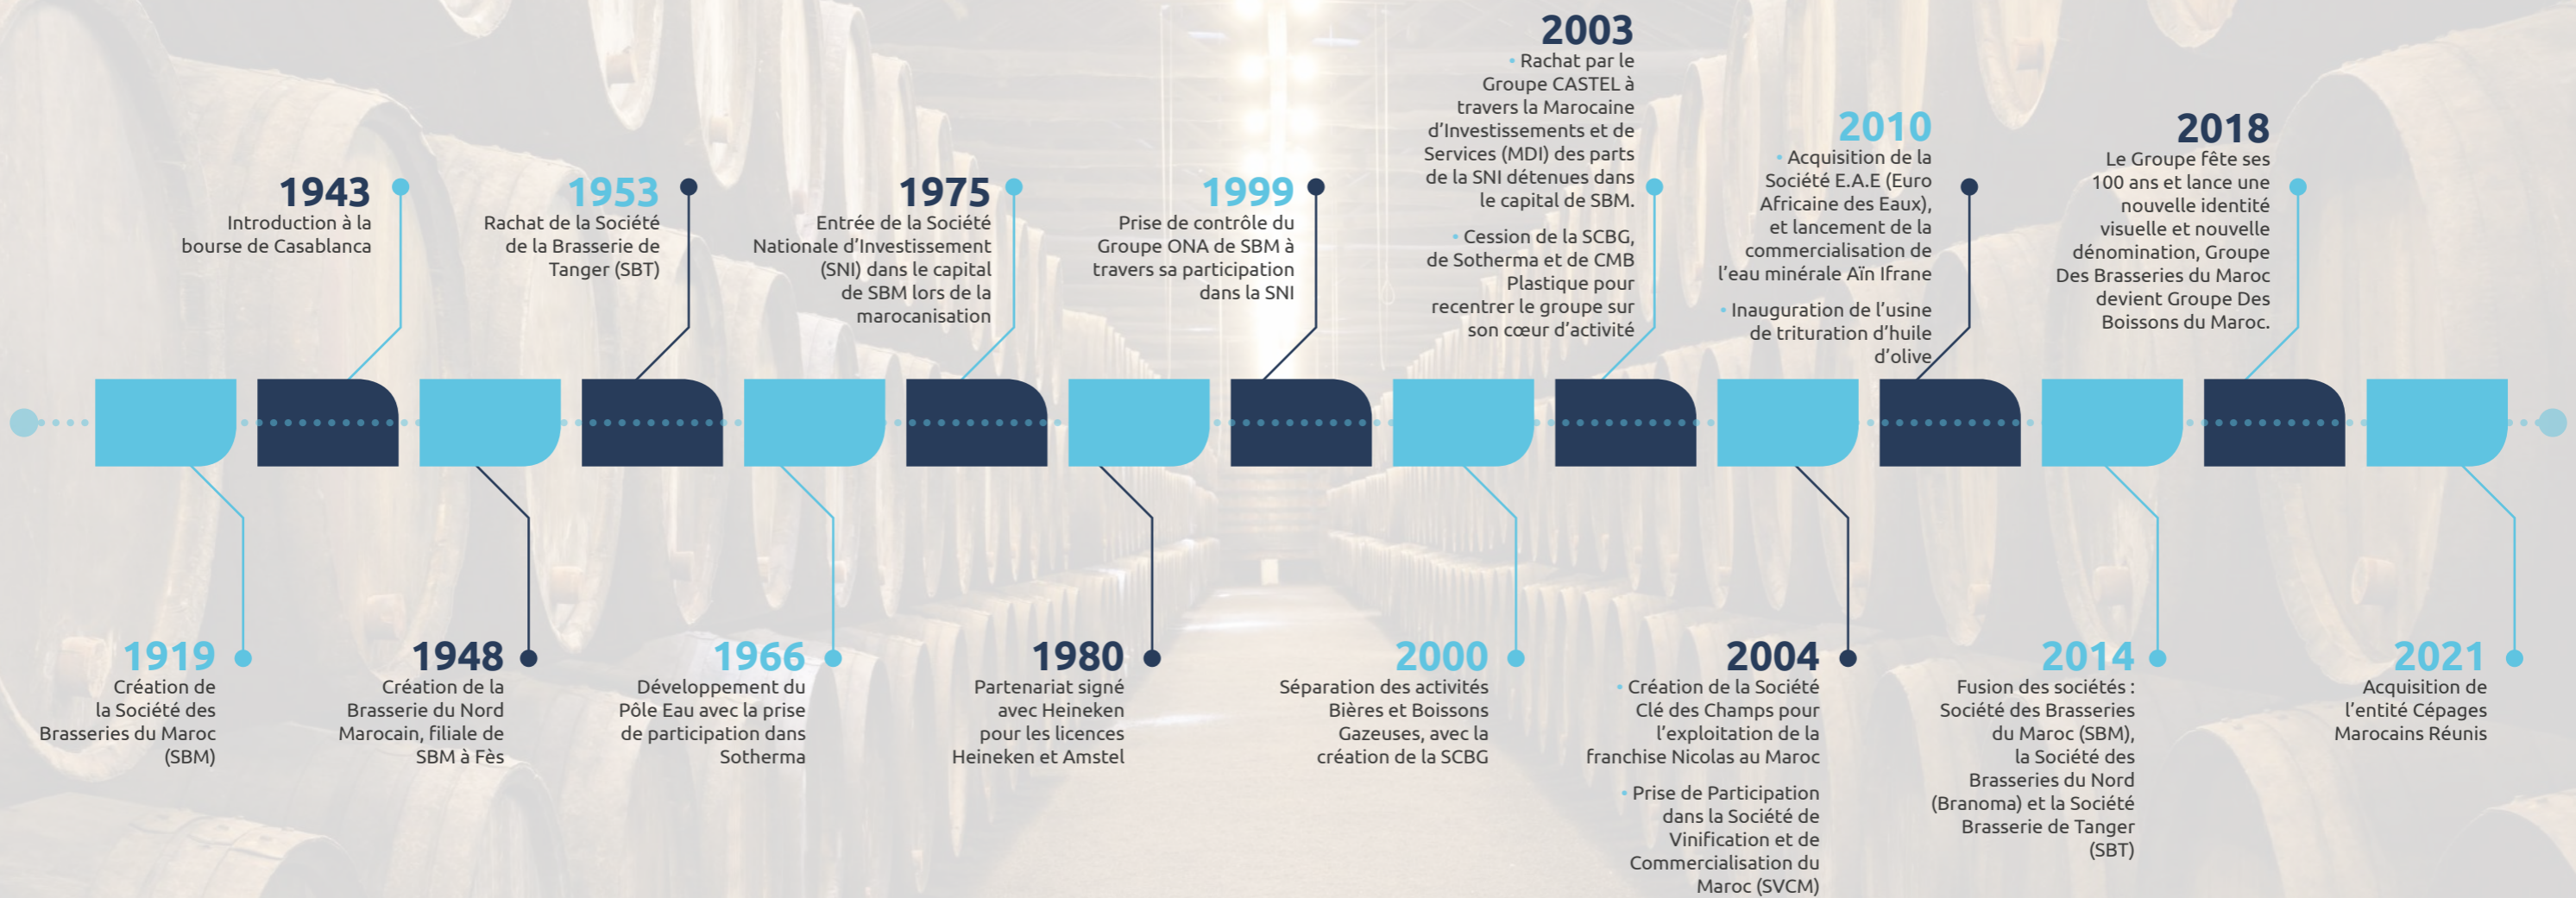 1919
Création de
la Société des
Brasseries du Maroc
(SBM)
1943
Introduction à la
bourse de Casablanca
1948
Création de la
Brasserie du Nord
Marocain, filiale de
SBM à Fès
1953
Rachat de la Société
de la Brasserie de
Tanger (SBT)
1966
Développement du
Pôle Eau avec la prise
de participation dans
Sotherma
1975
Entrée de la Société
Nationale d’Investissement
(SNI) dans le capital
de SBM lors de la
marocanisation
1980
Partenariat signé
avec Heineken
pour les licences
Heineken et Amstel
1999
Prise de contrôle du
Groupe ONA de SBM à
travers sa participation
dans la SNI
2000
Séparation des activités
Bières et Boissons
Gazeuses, avec la
création de la SCBG
2003
• Rachat par le
Groupe CASTEL à
travers la Marocaine
d’Investissements et de
Services (MDI) des parts
de la SNI détenues dans
le capital de SBM.
• Cession de la SCBG,
de Sotherma et de CMB
Plastique pour
recentrer le groupe sur
son cœur d’activité
2004
• Création de la Société
Clé des Champs pour
l’exploitation de la
franchise Nicolas au Maroc
• Prise de Participation
dans la Société de
Vinification et de
Commercialisation du
Maroc (SVCM)
2010
• Acquisition de la
Société E.A.E (Euro
Africaine des Eaux),
et lancement de la
commercialisation de
l’eau minérale Aïn Ifrane
• Inauguration de l’usine
de trituration d’huile
d’olive
2014
Fusion des sociétés :
Société des Brasseries
du Maroc (SBM),
la Société des
Brasseries du Nord
(Branoma) et la Société
Brasserie de Tanger
(SBT)
2018
Le Groupe fête ses
100 ans et lance une
nouvelle identité
visuelle et nouvelle
dénomination, Groupe
Des Brasseries du Maroc
devient Groupe Des
Boissons du Maroc.
2021
Acquisition de
l’entité Cépages
Marocains Réunis